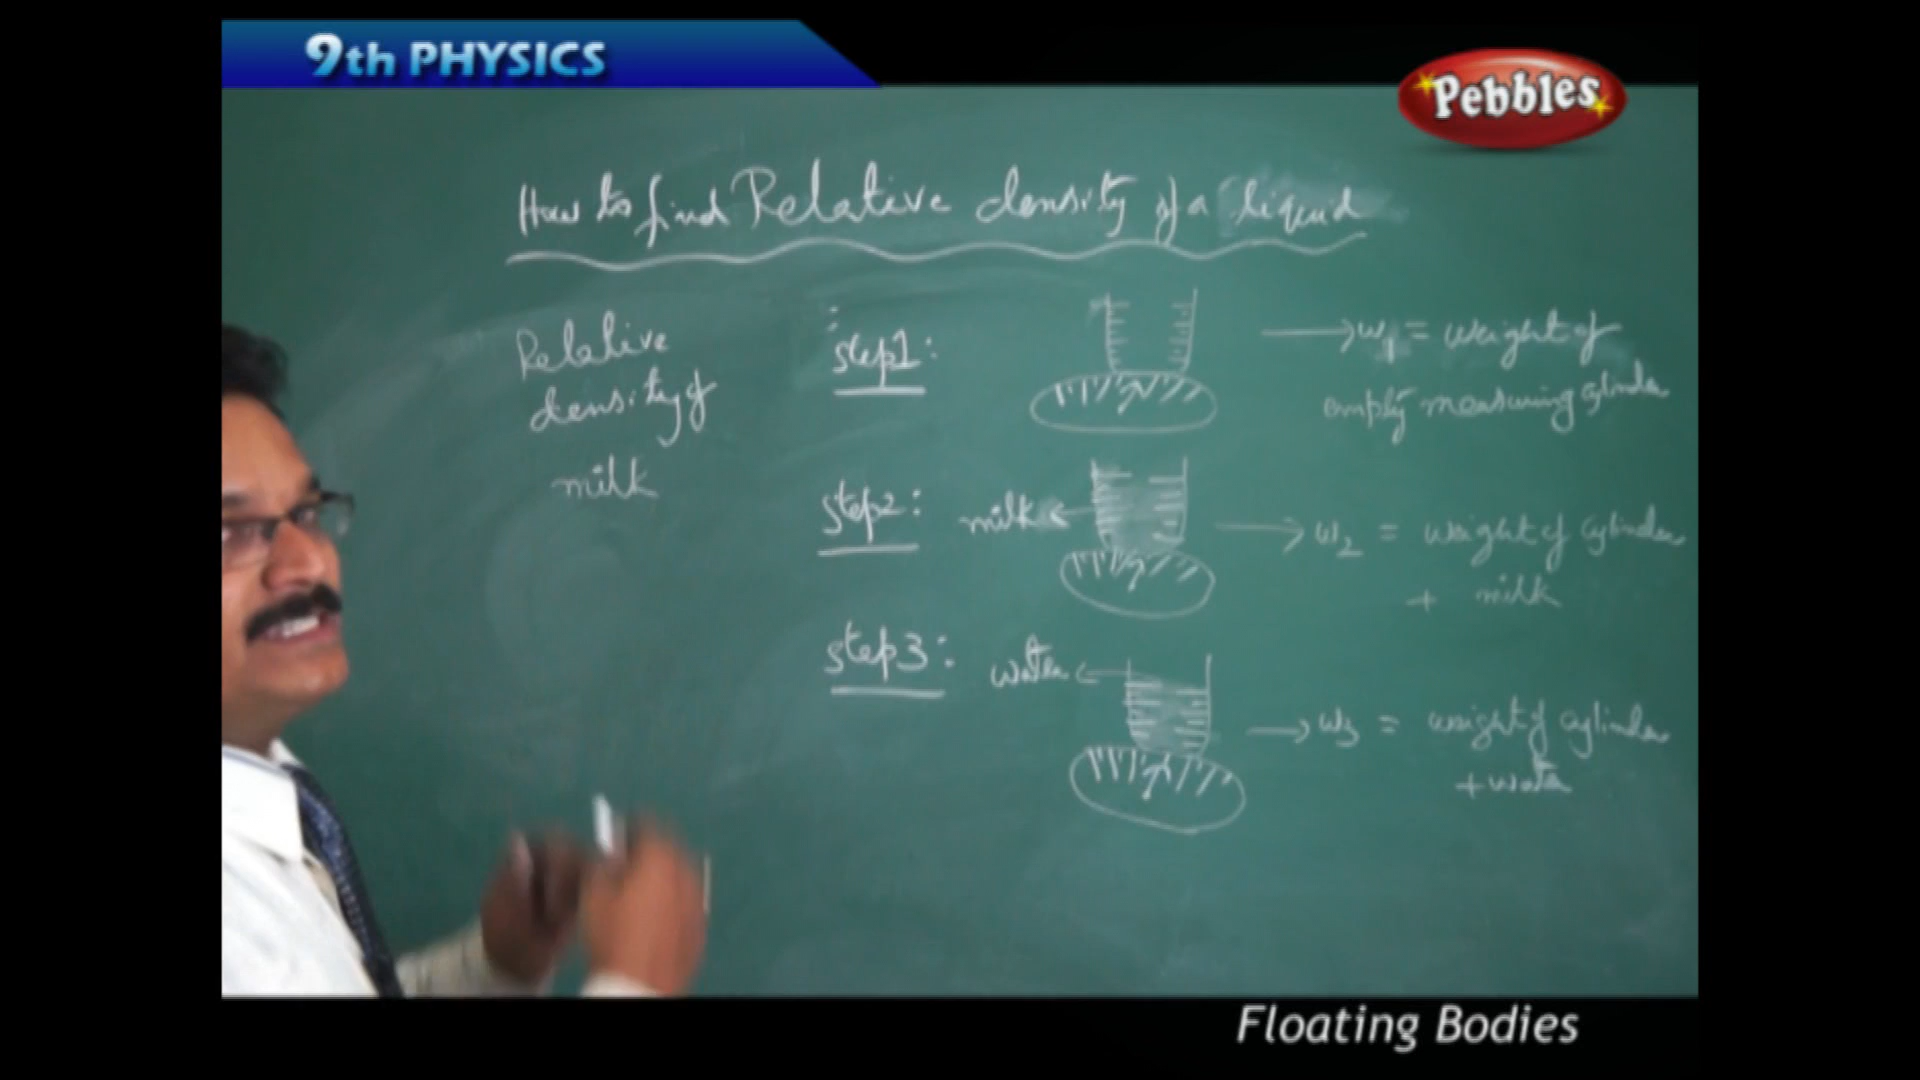 9th PHYSICS
Pebbles
How to find Relative density of a liquid
Relative
density of
milk
step1:
w1 = weight of
empty measuring cylinder
step2:
milk
w2 = weight of cylinder
+ milk
step3:
water
w3 = weight of cylinder
+ water
Floating Bodies